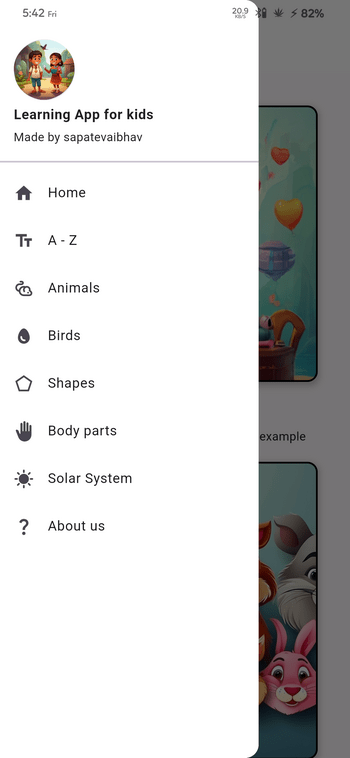 5:42 Fri
20.9
KB/S
82%
Learning App for kids
Made by sapatevaibhav
Home
A - Z
Animals
Birds
Shapes
Body parts
example
Solar System
About us